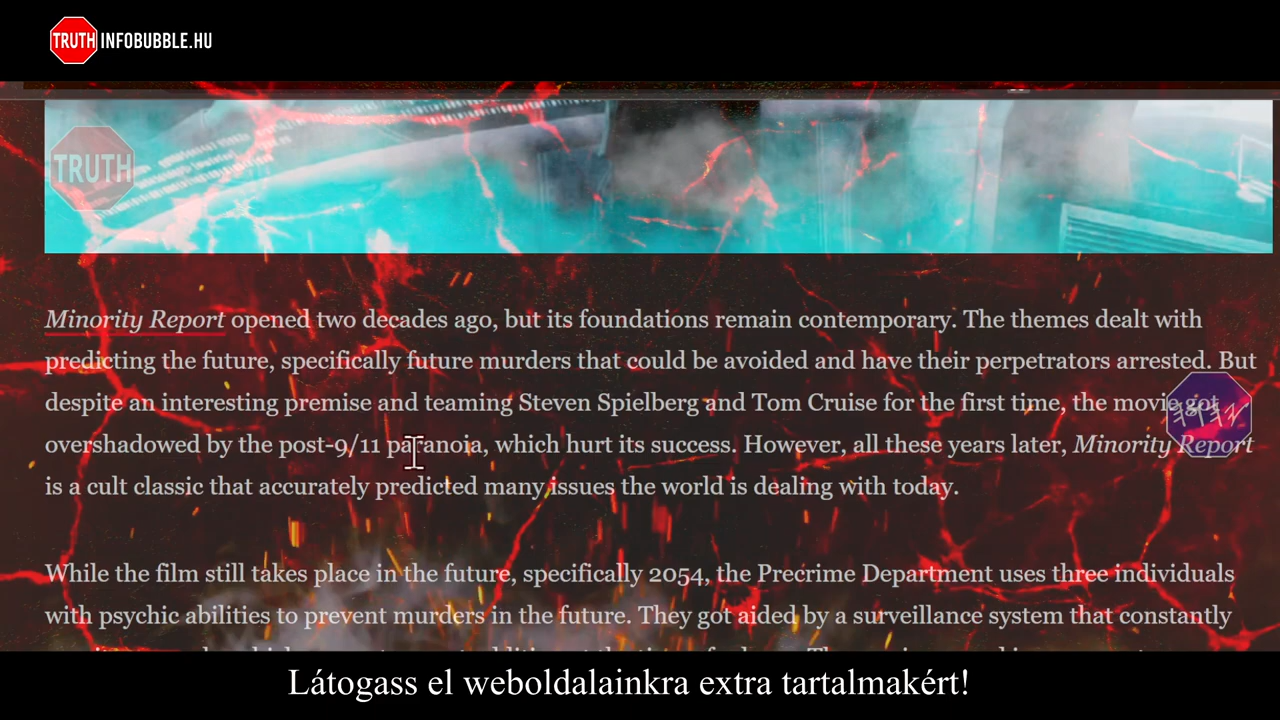 TRUTH INFOBUBBLE.HU
TRUTH
Minority Report opened two decades ago, but its foundations remain contemporary. The themes dealt with
predicting the future, specifically future murders that could be avoided and have their perpetrators arrested. But
despite an interesting premise and teaming Steven Spielberg and Tom Cruise for the first time, the movie got
overshadowed by the post-9/11 paranoia, which hurt its success. However, all these years later, Minority Report
is a cult classic that accurately predicted many issues the world is dealing with today.
While the film still takes place in the future, specifically 2054, the Precrime Department uses three individuals
with psychic abilities to prevent murders in the future. They got aided by a surveillance system that constantly
Látogass el weboldalainkra extra tartalmakért!